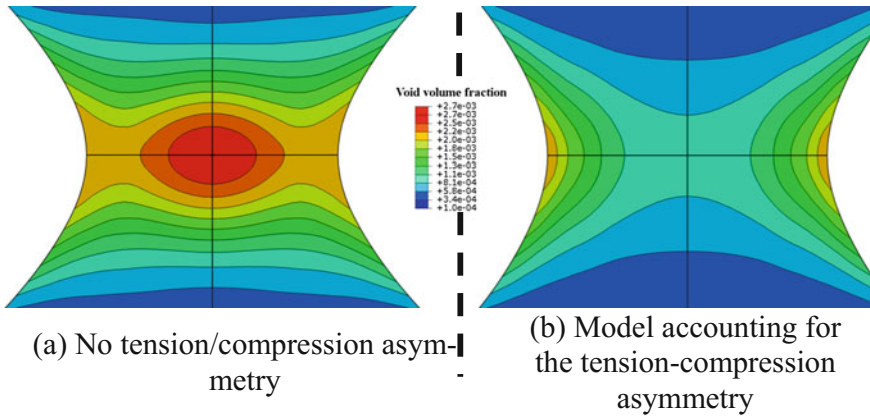 Void volume fraction
+2.7e-03
+2.7e-03
+2.5e-03
+2.2e-03
+2.0e-03
+1.8e-03
+1.5e-03
+1.3e-03
+1.1e-03
+8.1e-04
+5.8e-04
+3.4e-04
+1.0e-04
(a) No tension/compression asym-
metry
(b) Model accounting for
the tension-compression
asymmetry